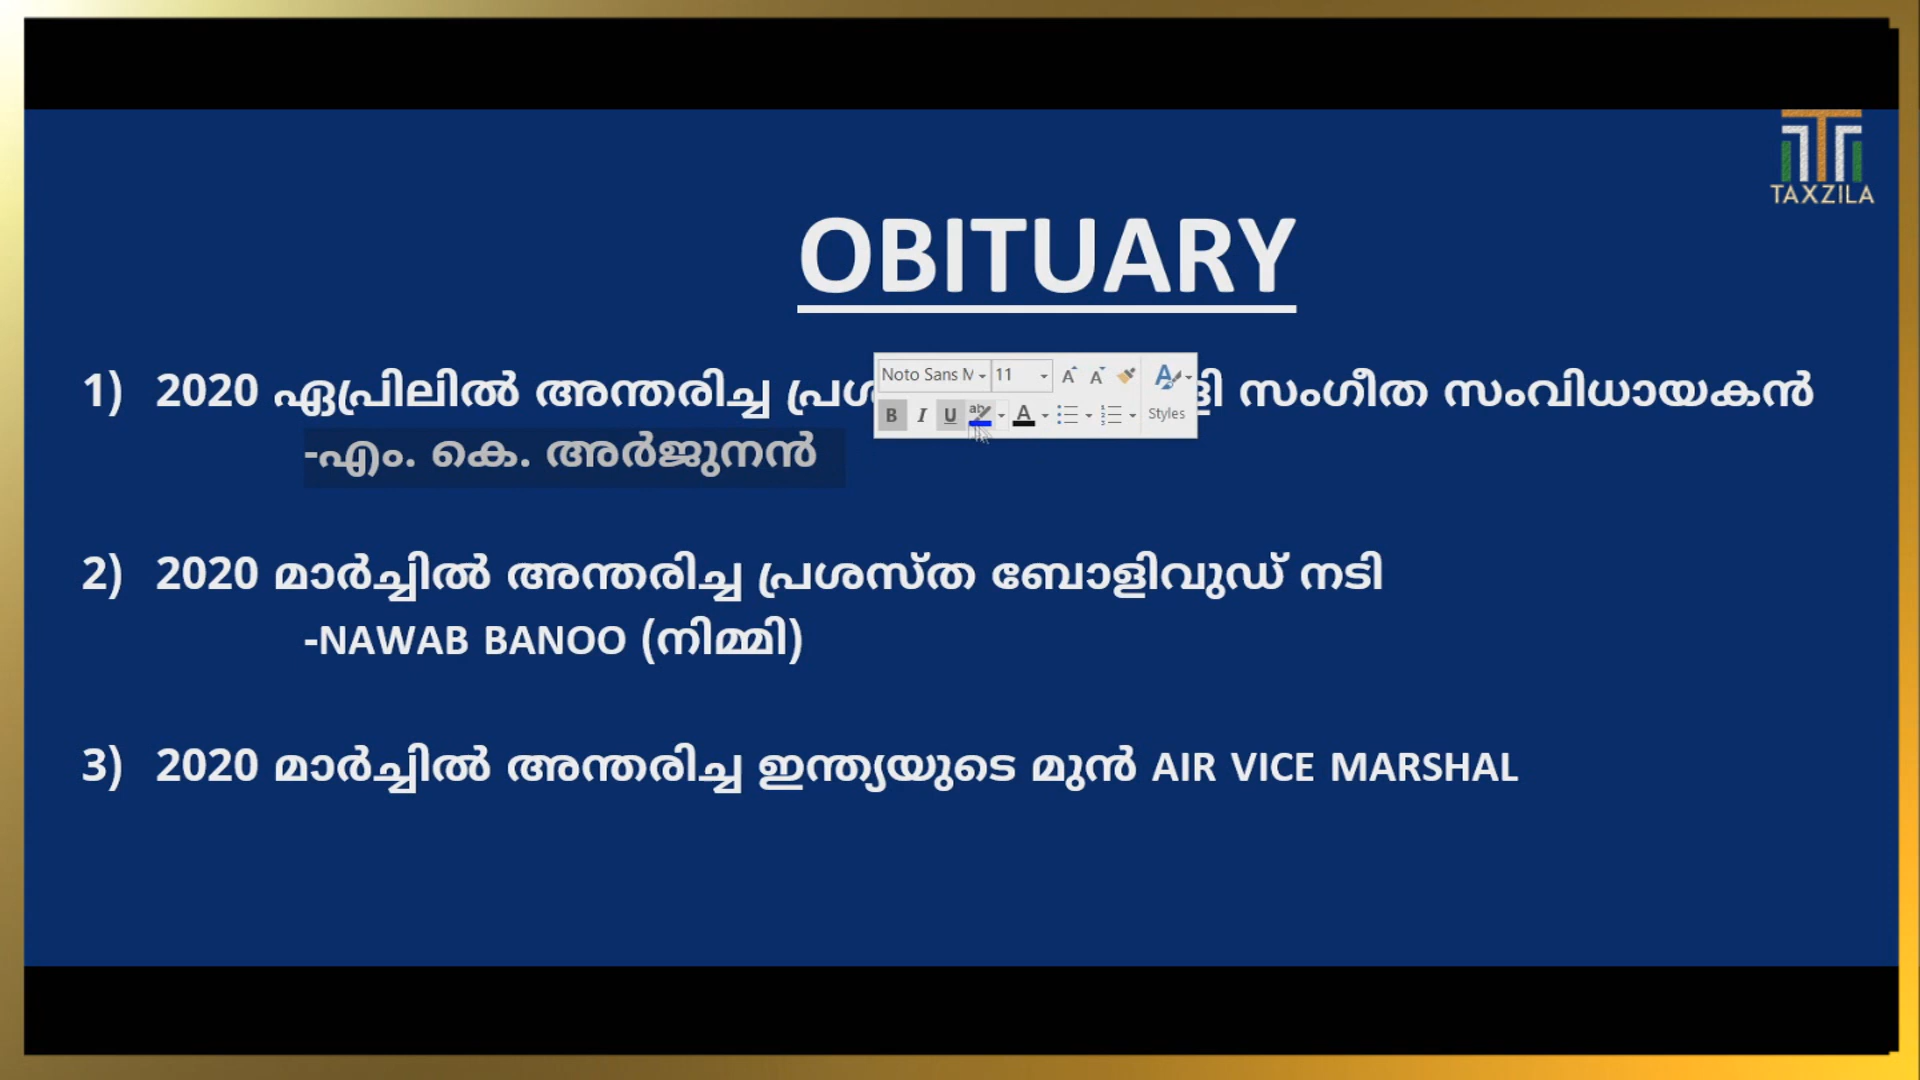 TAXZILA
OBITUARY
Noto Sans M 11
B I U ab A Styles
1) 2020 ഏപ്രിലിൽ അന്തരിച്ച സംഗീത സംവിധായകൻ
-എം. കെ. അർജുനൻ
2) 2020 മാർച്ചിൽ അന്തരിച്ച പ്രശസ്ത ബോളിവുഡ് നടി
-NAWAB BANOO (നിമ്മി)
3) 2020 മാർച്ചിൽ അന്തരിച്ച ഇന്ത്യയുടെ മുൻ AIR VICE MARSHAL